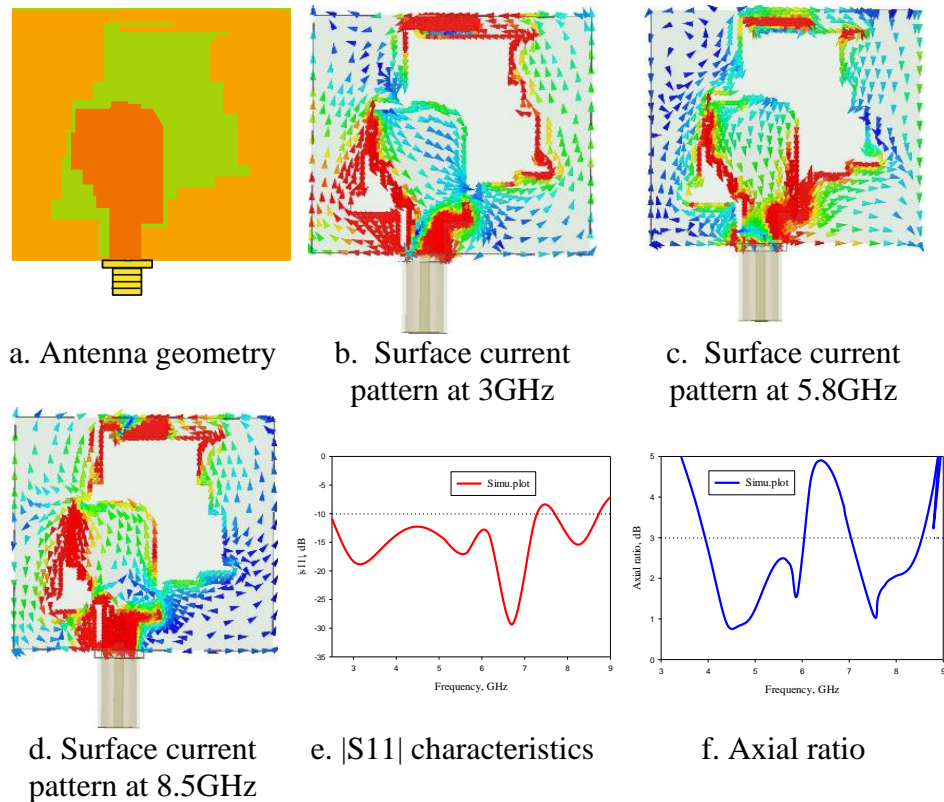 a. Antenna geometry
b. Surface current
pattern at 3GHz
c. Surface current
pattern at 5.8GHz
d. Surface current
pattern at 8.5GHz
0
-5
-10
-15
-20
-25
-30
-35
|s11|, dB
Simu.plot
3 4 5 6 7 8 9
Frequency, GHz
e. |S11| characteristics
5
4
3
2
1
0
Axial ratio, dB
Simu.plot
3 4 5 6 7 8 9
Frequency, GHz
f. Axial ratio